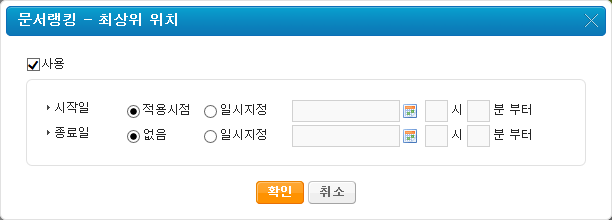 문서랭킹 - 최상위 위치
사용
시작일 적용시점 일시지정 시 분 부터
종료일 없음 일시지정 시 분 부터
확인 취소